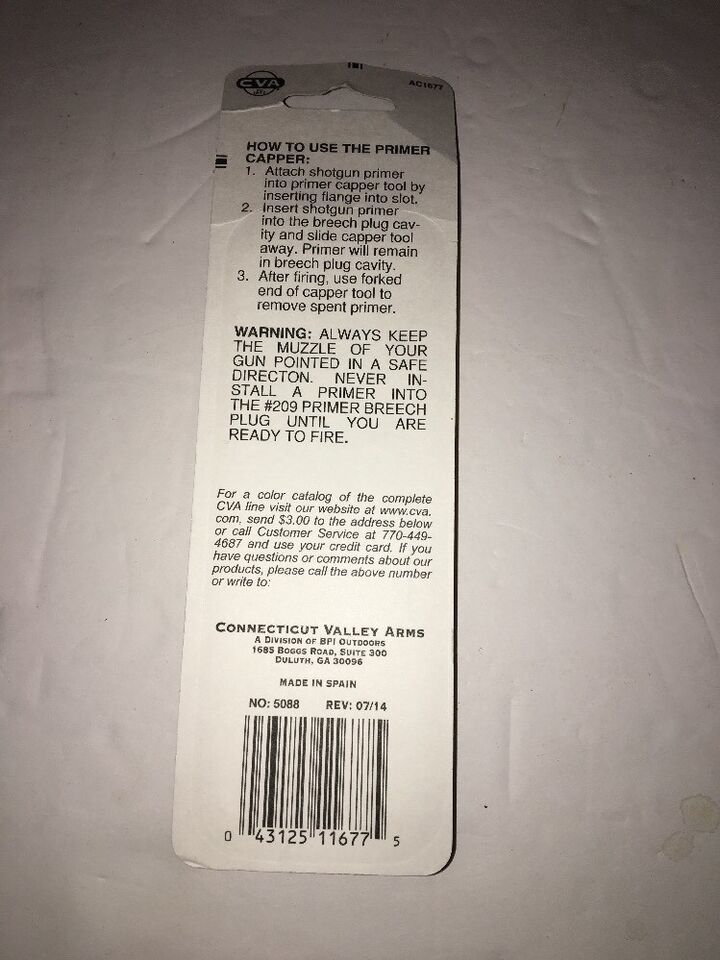 CVA
AC1677
HOW TO USE THE PRIMER
CAPPER:
1. Attach shotgun primer
into primer capper tool by
inserting flange into slot.
2. Insert shotgun primer
into the breech plug cav-
ity and slide capper tool
away. Primer will remain
in breech plug cavity.
3. After firing, use forked
end of capper tool to
remove spent primer.
WARNING: ALWAYS KEEP
THE MUZZLE OF YOUR
GUN POINTED IN A SAFE
DIRECTON. NEVER IN-
STALL A PRIMER INTO
THE #209 PRIMER BREECH
PLUG UNTIL YOU ARE
READY TO FIRE.
For a color catalog of the complete
CVA line visit our website at www.cva.
com, send $3.00 to the address below
or call Customer Service at 770-449-
4687 and use your credit card. If you
have questions or comments about our
products, please call the above number
or write to:
CONNECTICUT VALLEY ARMS
A DIVISION OF BPI OUTDOORS
1685 BOGGS ROAD, SUITE 300
DULUTH, GA 30096
MADE IN SPAIN
NO: 5088 REV: 07/14
0 43125 11677 5